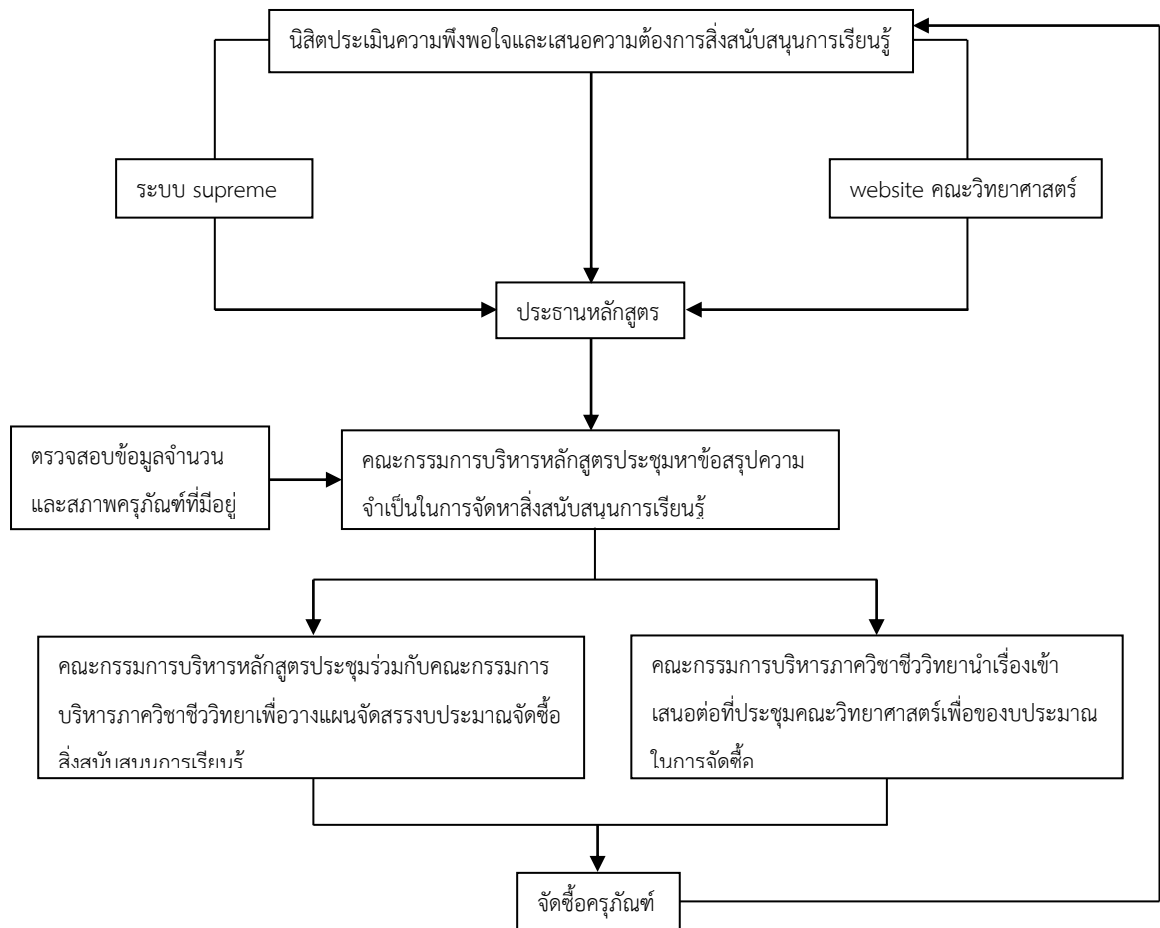 นิสิตประเมินความพึงพอใจและเสนอความต้องการสิ่งสนับสนุนการเรียนรู้
ระบบ supreme
website คณะวิทยาศาสตร์
ประธานหลักสูตร
ตรวจสอบข้อมูลจำนวน
และสภาพครุภัณฑ์ที่มีอยู่
คณะกรรมการบริหารหลักสูตรประชุมหาข้อสรุปความ
จำเป็นในการจัดหาสิ่งสนับสนุนการเรียนรู้
คณะกรรมการบริหารหลักสูตรประชุมร่วมกับคณะกรรมการ
บริหารภาควิชาชีววิทยาเพื่อวางแผนจัดสรรงบประมาณจัดซื้อ
สิ่งสนับสนุนการเรียนรู้
คณะกรรมการบริหารภาควิชาชีววิทยานำเรื่องเข้า
เสนอต่อที่ประชุมคณะวิทยาศาสตร์เพื่อของบประมาณ
ในการจัดซื้อ
จัดซื้อครุภัณฑ์